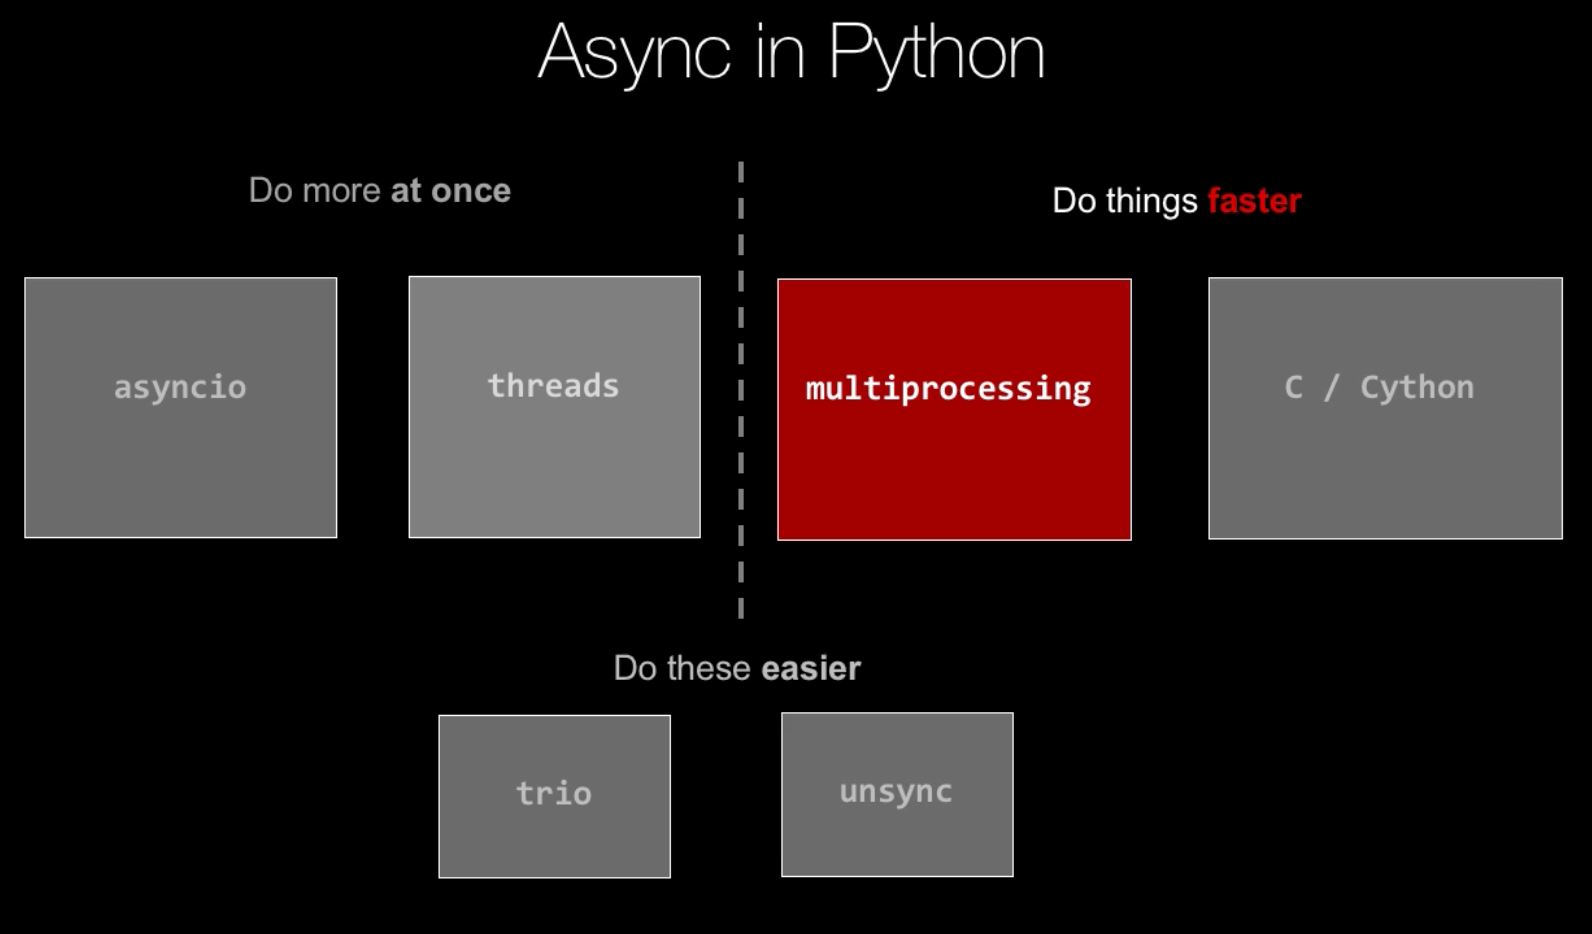 Async in Python
Do more at once
Do things faster
asyncio
threads
multiprocessing
C / Cython
Do these easier
trio
unsync